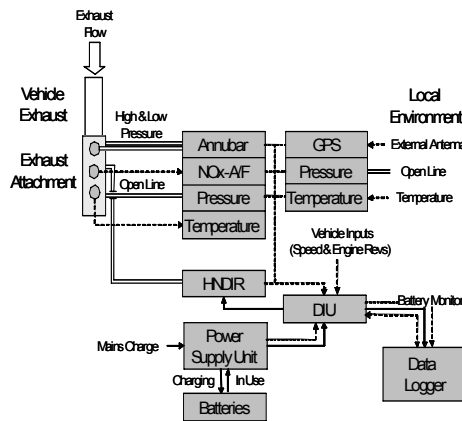 Exhaust
Flow
Vehicle
Exhaust
High & Low
Pressure
Local
Environment
Annubar
GPS
External Antenna
Exhaust
Attachment
NOx-A/F
Pressure
Open Line
Open Line
Pressure
Temperature
Temperature
Temperature
Vehicle Inputs
(Speed & Engine Revs)
HNDIR
DIU
Battery Monitor
Mains Charge
Power
Supply Unit
Data
Logger
Charging
In Use
Batteries